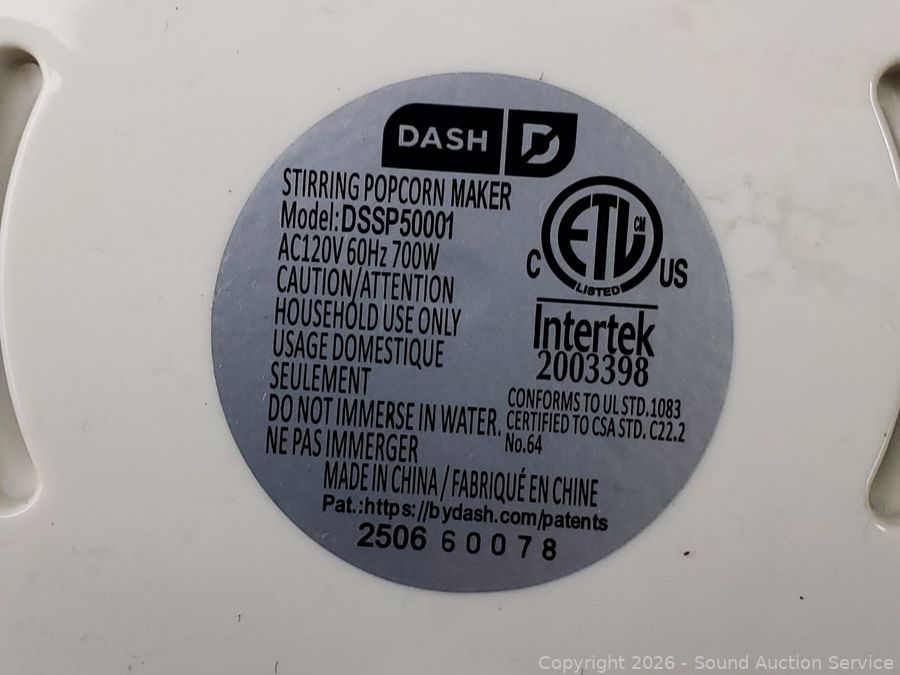 DASH D
STIRRING POPCORN MAKER
Model:DSSP50001
AC120V 60Hz 700W
CAUTION/ATTENTION
HOUSEHOLD USE ONLY
USAGE DOMESTIQUE
SEULEMENT
DO NOT IMMERSE IN WATER.
NE PAS IMMERGER
C ETL CM US
LISTED
Intertek
2003398
CONFORMS TO UL STD.1083
CERTIFIED TO CSA STD. C22.2
No.64
MADE IN CHINA / FABRIQUÉ EN CHINE
Pat.:https://bydash.com/patents
2506 60078
Copyright 2026 - Sound Auction Service